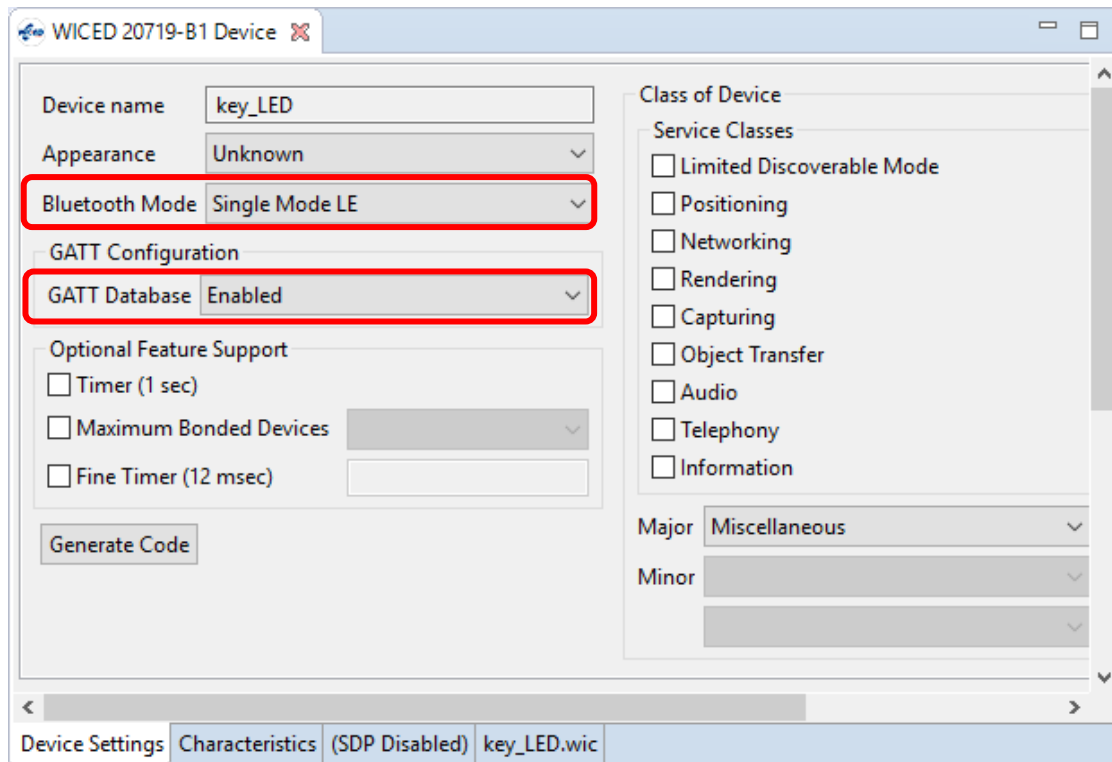 WICED 20719-B1 Device
Device name key_LED
Appearance Unknown
Bluetooth Mode Single Mode LE
GATT Configuration
GATT Database Enabled
Optional Feature Support
Timer (1 sec)
Maximum Bonded Devices
Fine Timer (12 msec)
Generate Code
Class of Device
Service Classes
Limited Discoverable Mode
Positioning
Networking
Rendering
Capturing
Object Transfer
Audio
Telephony
Information
Major Miscellaneous
Minor
Device Settings Characteristics (SDP Disabled) key_LED.wic